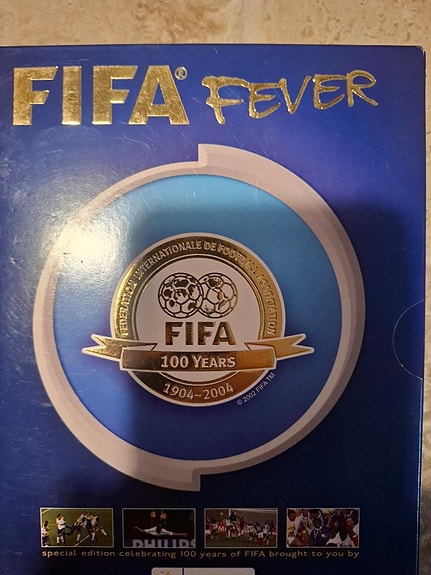 FIFA® FEVER
FEDERATION INTERNATIONALE DE FOOTBALL ASSOCIATION
FIFA
100 YEARS
1904–2004
© 2002 FIFA TM
PHILIPS
special edition celebrating 100 years of FIFA brought to you by